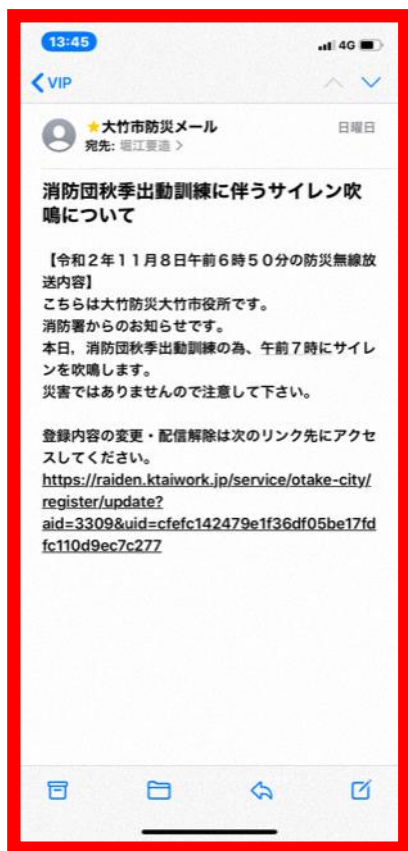 13:45
4G
VIP
大竹市防災メール
日曜日
宛先: 堀江要造 >
消防団秋季出動訓練に伴うサイレン吹
鳴について
【令和２年１１月８日午前６時５０分の防災無線放
送内容】
こちらは大竹防災大竹市役所です。
消防署からのお知らせです。
本日，消防団秋季出動訓練の為、午前７時にサイレ
ンを吹鳴します。
災害ではありませんので注意して下さい。
登録内容の変更・配信解除は次のリンク先にアクセ
スしてください。
https://raiden.ktaiwork.jp/service/otake-city/
register/update?
aid=3309&uid=cfefc142479e1f36df05be17fd
fc110d9ec7c277